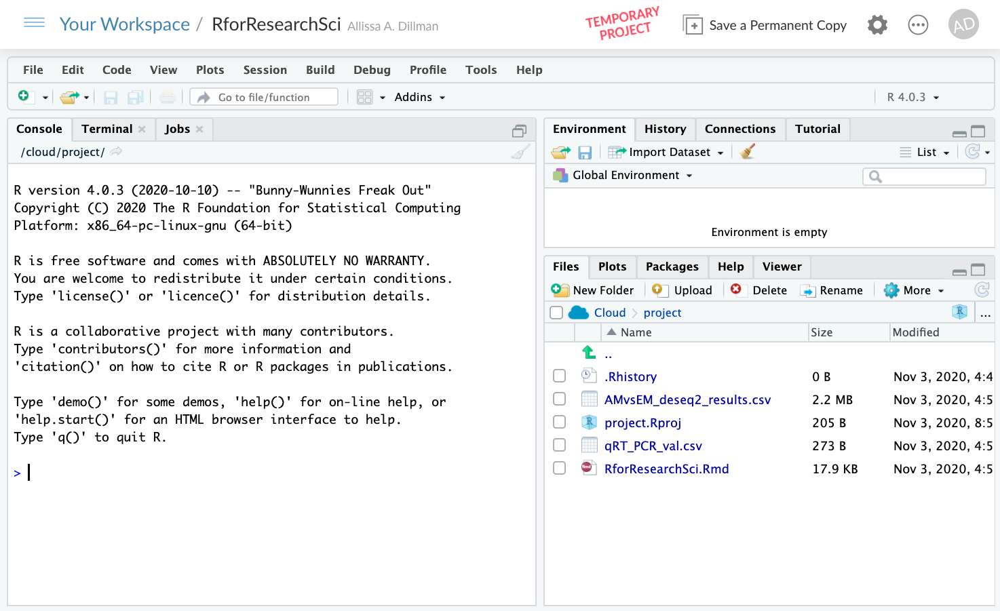 Your Workspace / RforResearchSci Allissa A. Dillman
TEMPORARY
PROJECT
Save a Permanent Copy
AD
File Edit Code View Plots Session Build Debug Profile Tools Help
Go to file/function
Addins
R 4.0.3
Console Terminal Jobs
/cloud/project/
R version 4.0.3 (2020-10-10) -- "Bunny-Wunnies Freak Out"
Copyright (C) 2020 The R Foundation for Statistical Computing
Platform: x86_64-pc-linux-gnu (64-bit)
R is free software and comes with ABSOLUTELY NO WARRANTY.
You are welcome to redistribute it under certain conditions.
Type 'license()' or 'licence()' for distribution details.
R is a collaborative project with many contributors.
Type 'contributors()' for more information and
'citation()' on how to cite R or R packages in publications.
Type 'demo()' for some demos, 'help()' for on-line help, or
'help.start()' for an HTML browser interface to help.
Type 'q()' to quit R.
>
Environment History Connections Tutorial
Import Dataset List
Global Environment
Environment is empty
Files Plots Packages Help Viewer
New Folder Upload Delete Rename More
Cloud project R ...
Name Size Modified
..
.Rhistory 0 B Nov 3, 2020, 4:4
AMvsEM_deseq2_results.csv 2.2 MB Nov 3, 2020, 4:5
R project.Rproj 205 B Nov 3, 2020, 8:5
qRT_PCR_val.csv 273 B Nov 3, 2020, 4:5
Rmd RforResearchSci.Rmd 17.9 KB Nov 3, 2020, 4:5